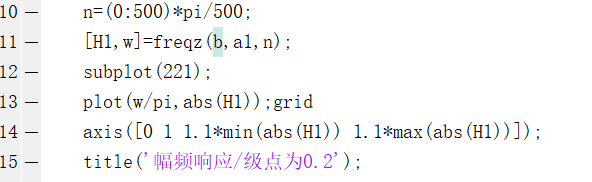 10 — n=(0:500)*pi/500;
11 — [H1,w]=freqz(b,a1,n);
12 — subplot(221);
13 — plot(w/pi,abs(H1));grid
14 — axis([0 1 1.1*min(abs(H1)) 1.1*max(abs(H1))]);
15 — title('幅频响应/级点为0.2');